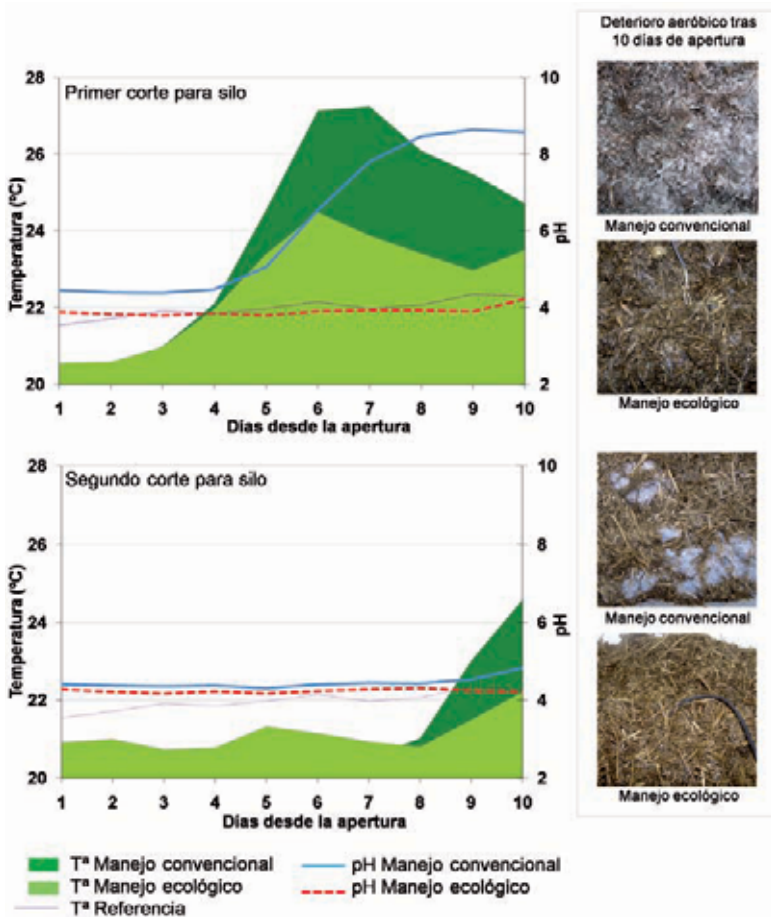 Deterioro aeróbico tras
10 días de apertura
Primer corte para silo
Temperatura (ºC)
28
26
24
22
20
pH
10
8
6
4
2
1 2 3 4 5 6 7 8 9 10
Días desde la apertura
Manejo convencional
Manejo ecológico
Segundo corte para silo
Temperatura (ºC)
28
26
24
22
20
pH
10
8
6
4
2
1 2 3 4 5 6 7 8 9 10
Días desde la apertura
Manejo convencional
Manejo ecológico
Tª Manejo convencional
Tª Manejo ecológico
Tª Referencia
pH Manejo convencional
pH Manejo ecológico